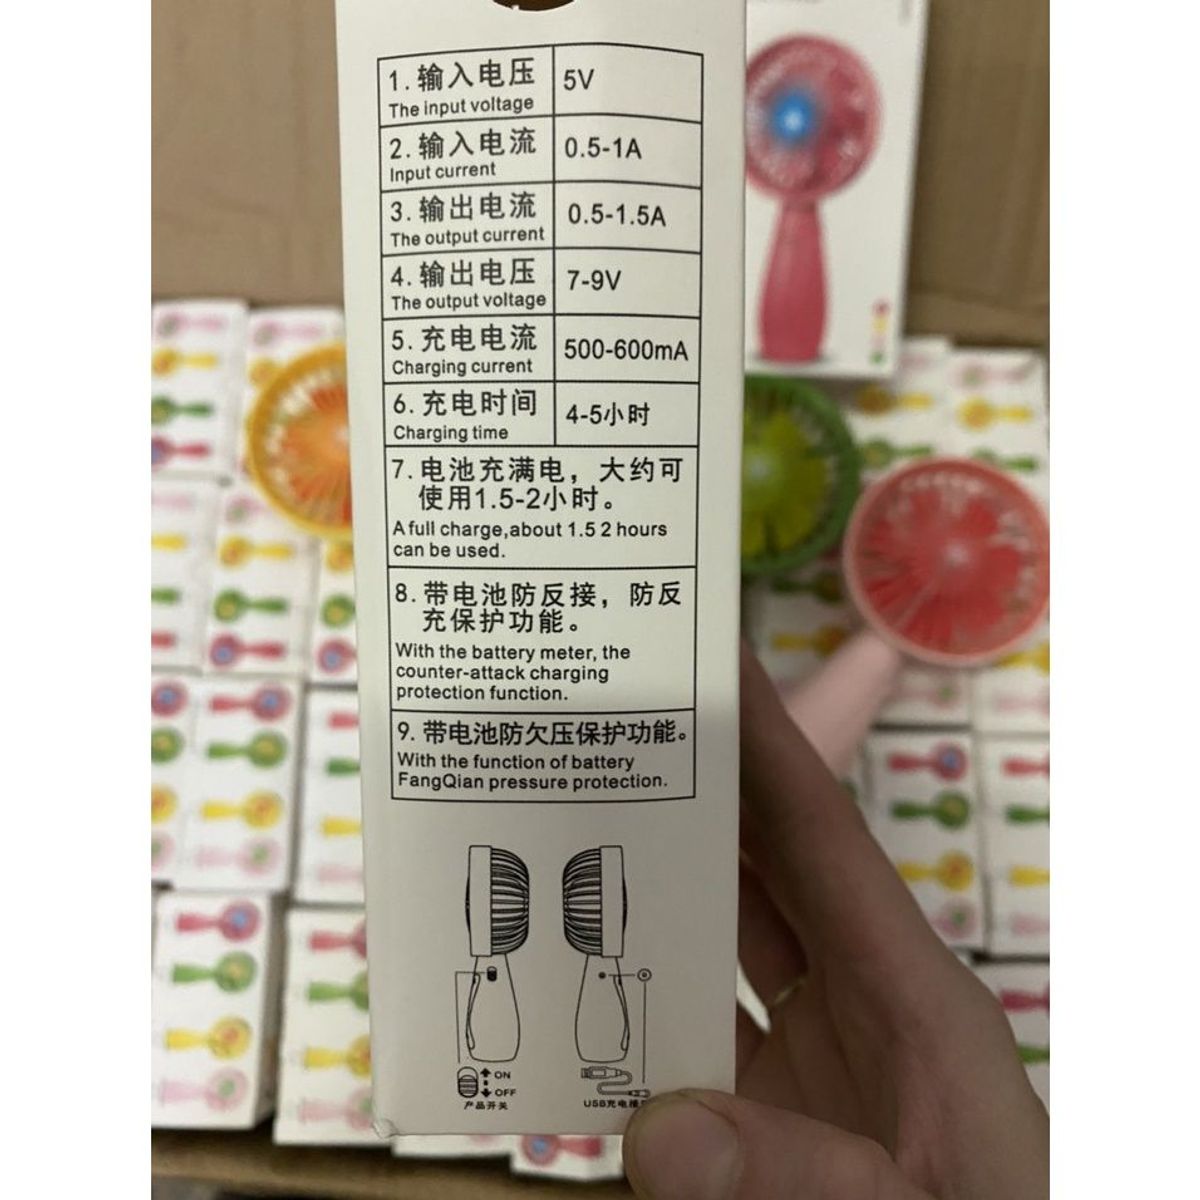 1. 输入电压
The input voltage
5V
2. 输入电流
Input current
0.5-1A
3. 输出电流
The output current
0.5-1.5A
4. 输出电压
The output voltage
7-9V
5. 充电电流
Charging current
500-600mA
6. 充电时间
Charging time
4-5小时
7. 电池充满电，大约可
使用1.5-2小时。
A full charge,about 1.5 2 hours
can be used.
8. 带电池防反接，防反
充保护功能。
With the battery meter, the
counter-attack charging
protection function.
9. 带电池防欠压保护功能。
With the function of battery
FangQian pressure protection.
ON
OFF
产品开关
USB充电接